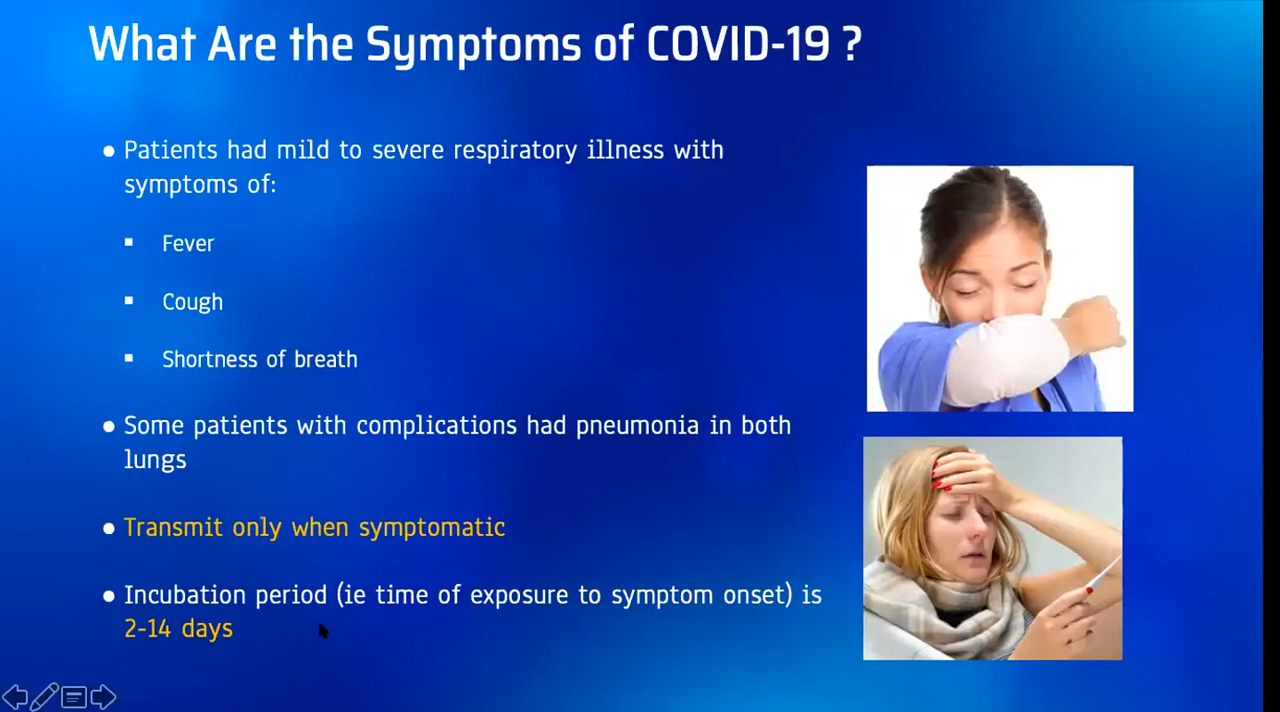 What Are the Symptoms of COVID-19 ?
● Patients had mild to severe respiratory illness with
symptoms of:
▪ Fever
▪ Cough
▪ Shortness of breath
● Some patients with complications had pneumonia in both
lungs
● Transmit only when symptomatic
● Incubation period (ie time of exposure to symptom onset) is
2-14 days